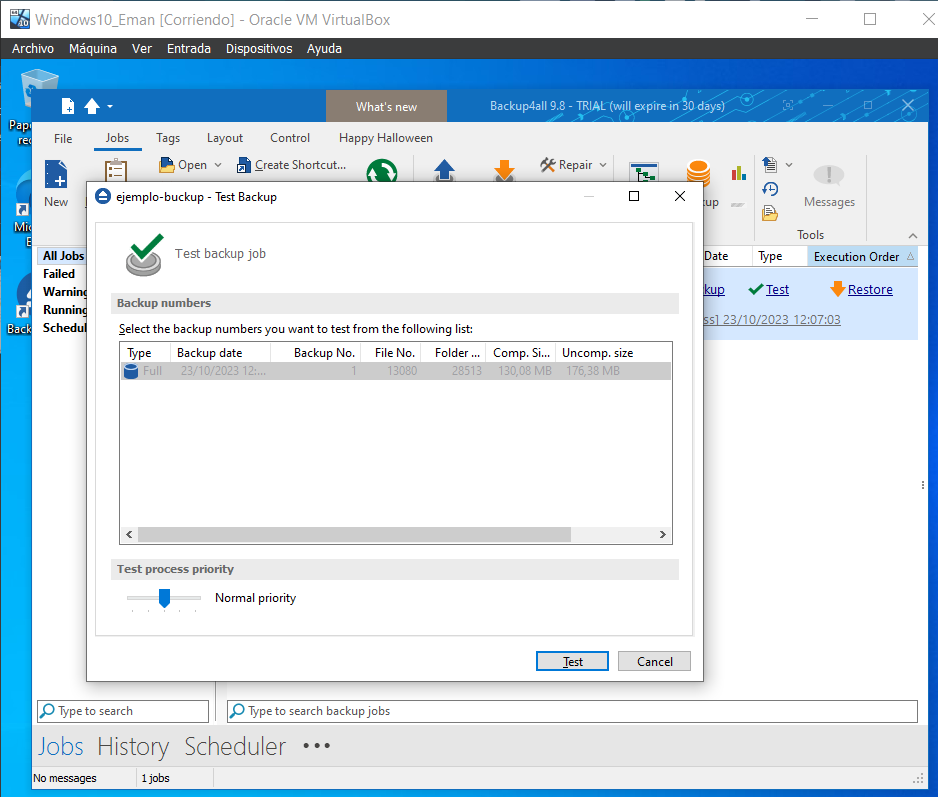 Windows10_Eman [Corriendo] - Oracle VM VirtualBox
Archivo Máquina Ver Entrada Dispositivos Ayuda
What's new
Backup4all 9.8 - TRIAL (will expire in 30 days)
File Jobs Tags Layout Control Happy Halloween
Open Create Shortcut... Repair
New Messages
Tools
ejemplo-buckup - Test Backup
Test backup job
Backup numbers
Select the backup numbers you want to test from the following list:
Type Backup date Backup No. File No. Folder ... Comp. Si... Uncomp. size
Full 23/10/2023 12:... 1 13080 28513 130,08 MB 176,38 MB
Test process priority
Normal priority
Test Cancel
All Jobs
Failed
Warning
Running
Schedul
Date Type Execution Order
kup Test Restore
ss] 23/10/2023 12:07:03
Type to search
Type to search backup jobs
Jobs History Scheduler •••
No messages 1 jobs